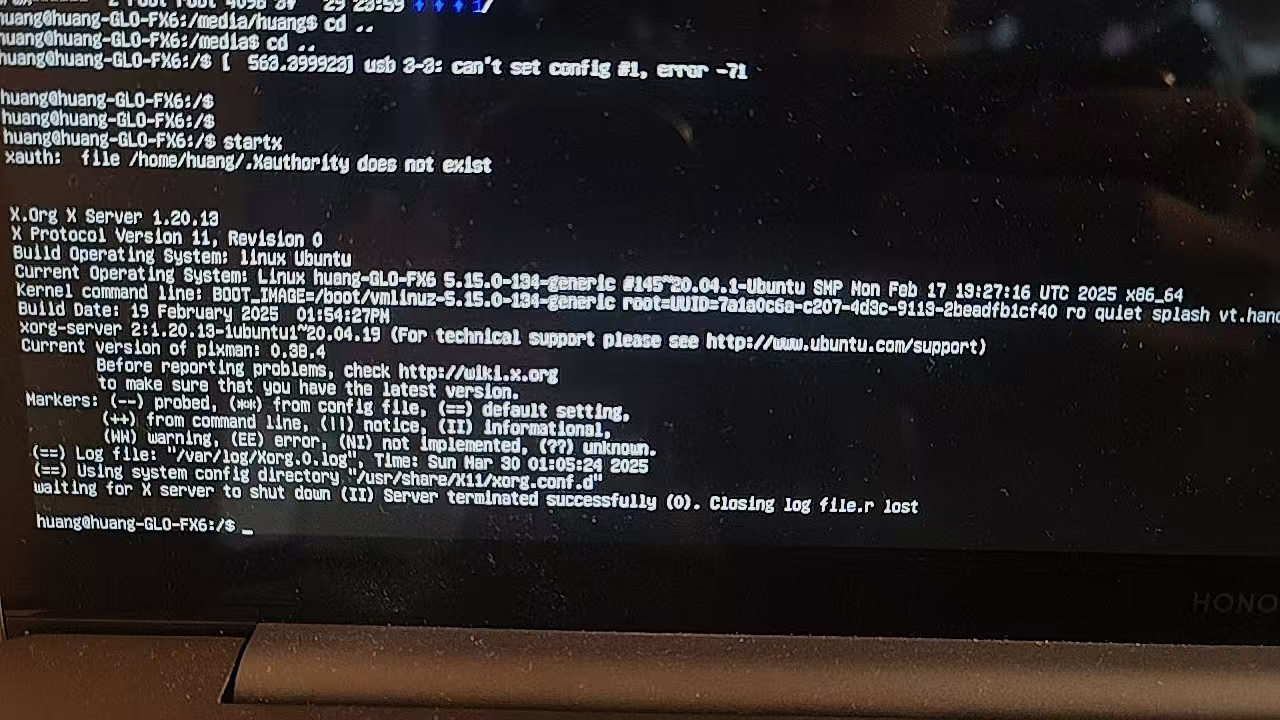 2 root root 4096 29 23:59 1/
huang@huang-GLO-FX6:/media/huang$ cd ..
huang@huang-GLO-FX6:/media$ cd ..
huang@huang-GLO-FX6:/$ [ 563.399923] usb 3-3: can't set config #1, error -71
huang@huang-GLO-FX6:/$
huang@huang-GLO-FX6:/$
huang@huang-GLO-FX6:/$ startx
xauth: file /home/huang/.Xauthority does not exist
X.Org X Server 1.20.13
X Protocol Version 11, Revision 0
Build Operating System: linux Ubuntu
Current Operating System: Linux huang-GLO-FX6 5.15.0-134-generic #145~20.04.1-Ubuntu SMP Mon Feb 17 13:27:16 UTC 2025 x86_64
Kernel command line: BOOT_IMAGE=/boot/vmlinuz-5.15.0-134-generic root=UUID=7a1a0c6a-c207-4d3c-9113-2beadfb1cf40 ro quiet splash vt.hand
Build Date: 19 February 2025 01:54:27PM
xorg-server 2:1.20.13-1ubuntu1~20.04.19 (For technical support please see http://www.ubuntu.com/support)
Current version of pixman: 0.38.4
Before reporting problems, check http://wiki.x.org
to make sure that you have the latest version.
Markers: (--) probed, (**) from config file, (==) default setting,
(++) from command line, (!!) notice, (II) informational,
(WW) warning, (EE) error, (NI) not implemented, (??) unknown.
(==) Log file: "/var/log/Xorg.0.log", Time: Sun Mar 30 01:05:24 2025
(==) Using system config directory "/usr/share/X11/xorg.conf.d"
waiting for X server to shut down (II) Server terminated successfully (0). Closing log file.r lost
huang@huang-GLO-FX6:/$ _
HONO